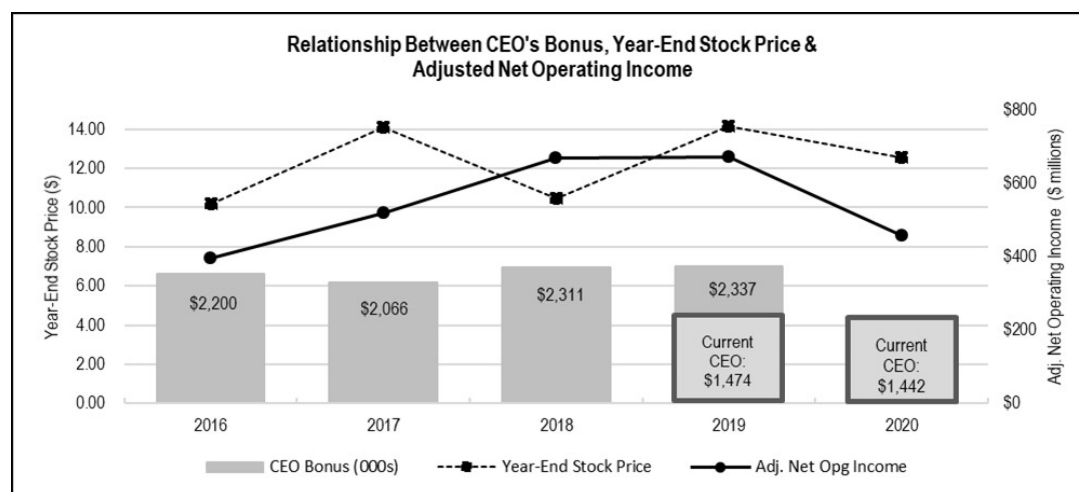 Relationship Between CEO's Bonus, Year-End Stock Price &
Adjusted Net Operating Income
Year-End Stock Price ($)
14.00
12.00
10.00
8.00
6.00
4.00
2.00
0.00
$2,200
$2,066
$2,311
$2,337
Current
CEO:
$1,474
Current
CEO:
$1,442
$800
$600
$400
$200
$0
Adj. Net Operating Income ($ millions)
2016
2017
2018
2019
2020
CEO Bonus (000s)
Year-End Stock Price
Adj. Net Opg Income